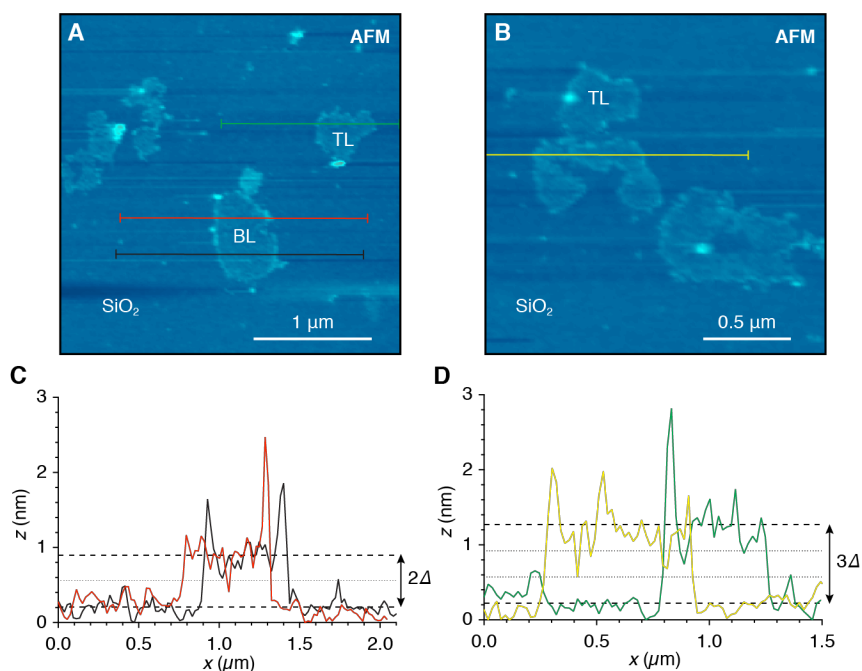 A
AFM
TL
BL
SiO₂
1 µm
B
AFM
TL
SiO₂
0.5 µm
C
3
2
1
0
z (nm)
2Δ
0.0 0.5 1.0 1.5 2.0
x (µm)
D
3
2
1
0
z (nm)
3Δ
0.0 0.5 1.0 1.5
x (µm)